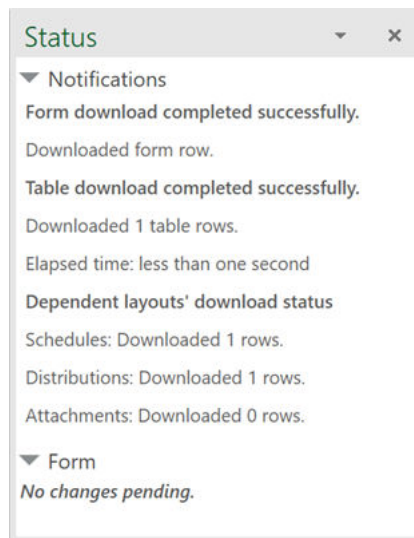 Status
Notifications
Form download completed successfully.
Downloaded form row.
Table download completed successfully.
Downloaded 1 table rows.
Elapsed time: less than one second
Dependent layouts' download status
Schedules: Downloaded 1 rows.
Distributions: Downloaded 1 rows.
Attachments: Downloaded 0 rows.
Form
No changes pending.